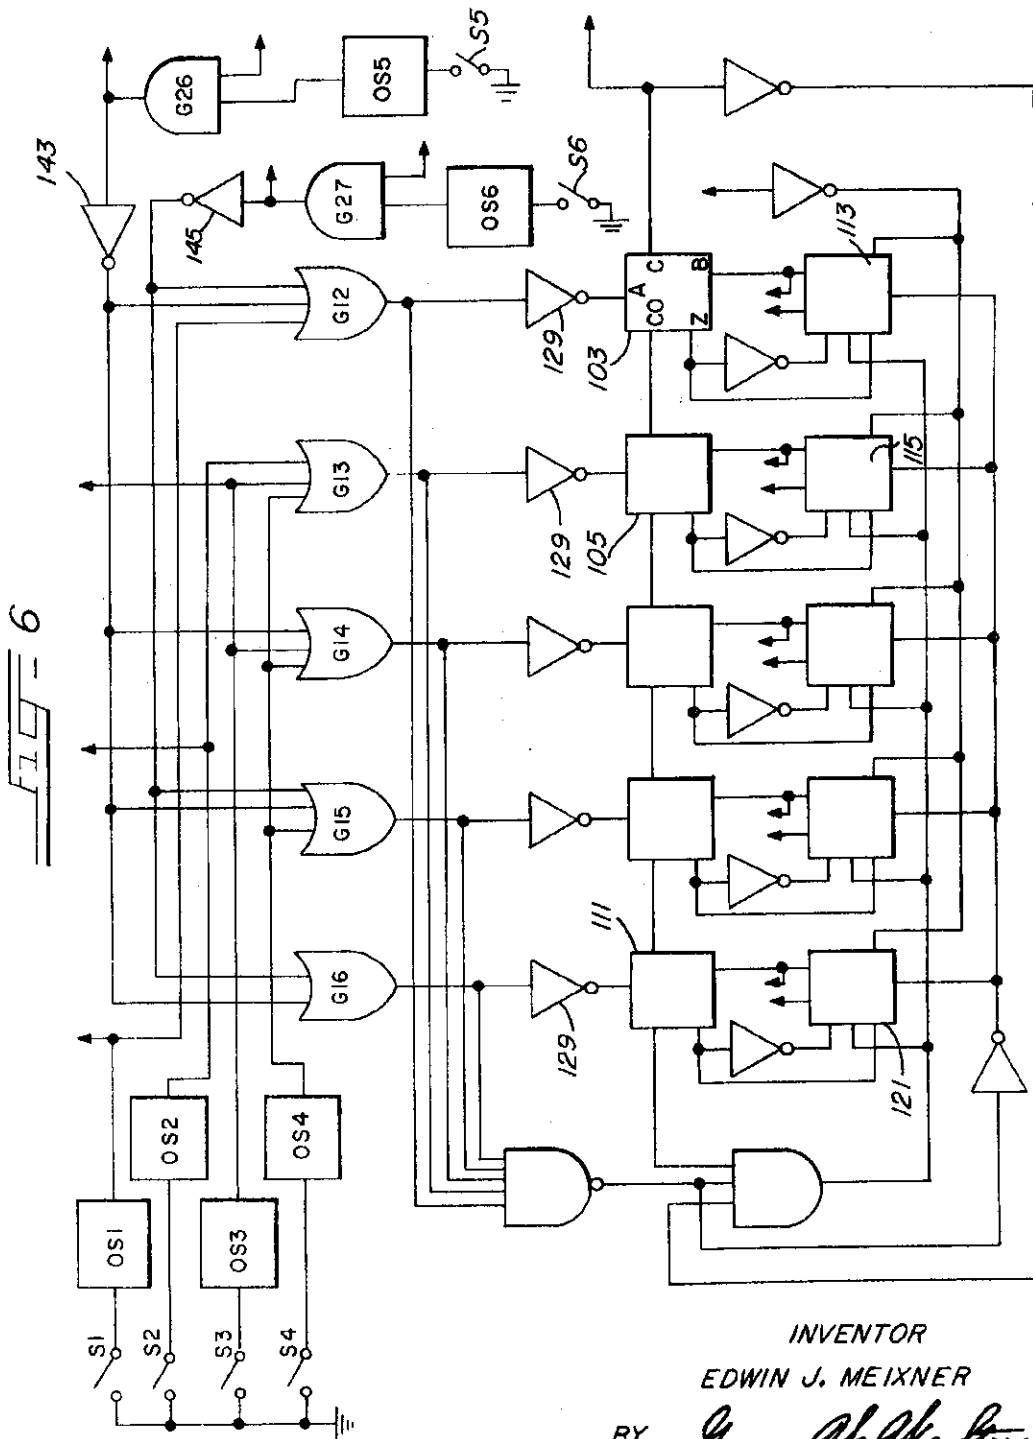 FIG_ 6
S1
S2
S3
S4
OS1
OS2
OS3
OS4
G16
G15
G14
G13
G12
143
145
G26
G27
OS5
OS6
S5
S6
129
129
129
111
105
103
CO
A
C
Z
B
121
115
113
INVENTOR
EDWIN J. MEIXNER
BY